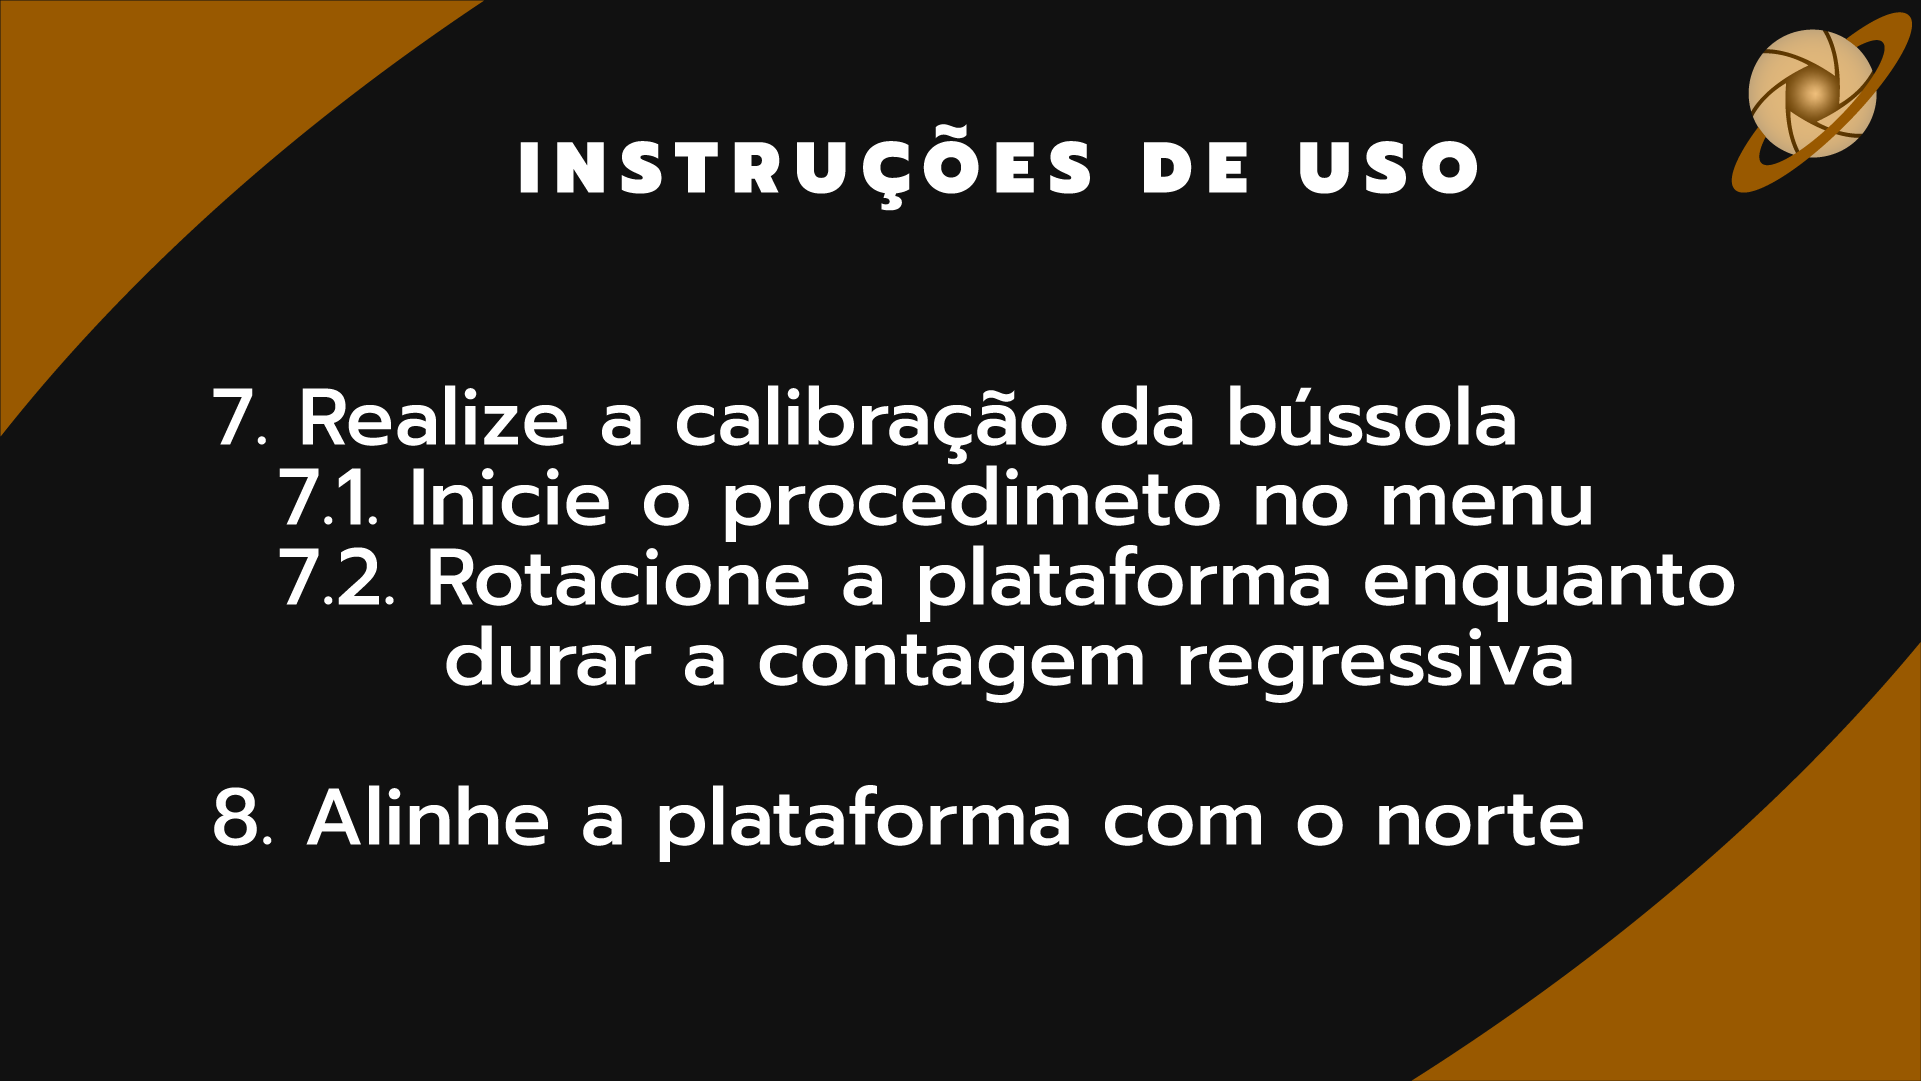 INSTRUÇÕES DE USO
7. Realize a calibração da bússola
7.1. Inicie o procedimeto no menu
7.2. Rotacione a plataforma enquanto
durar a contagem regressiva
8. Alinhe a plataforma com o norte